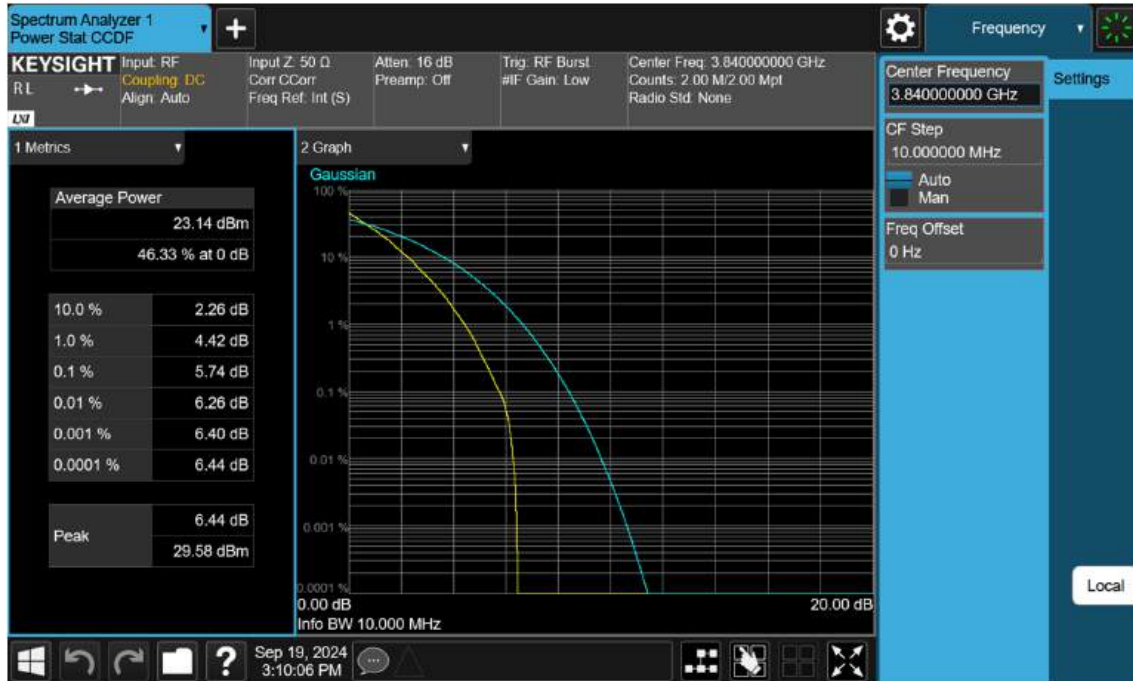 Spectrum Analyzer 1
Power Stat CCDF
Frequency
KEYSIGHT
R L
LXI
Input: RF
Coupling: DC
Align: Auto
Input Z: 50 Ω
Corr CCorr
Freq Ref: Int (S)
Atten: 16 dB
Preamp: Off
Trig: RF Burst
#IF Gain: Low
Center Freq: 3.840000000 GHz
Counts: 2.00 M/2.00 Mpt
Radio Std: None
Center Frequency
3.840000000 GHz
Settings
CF Step
10.000000 MHz
Auto
Man
Freq Offset
0 Hz
1 Metrics
Average Power
23.14 dBm
46.33 % at 0 dB
10.0 % 2.26 dB
1.0 % 4.42 dB
0.1 % 5.74 dB
0.01 % 6.26 dB
0.001 % 6.40 dB
0.0001 % 6.44 dB
Peak
6.44 dB
29.58 dBm
2 Graph
Gaussian
100 %
10 %
1 %
0.1 %
0.01 %
0.001 %
0.0001 %
0.00 dB 20.00 dB
Info BW 10.000 MHz
Local
?
Sep 19, 2024
3:10:06 PM